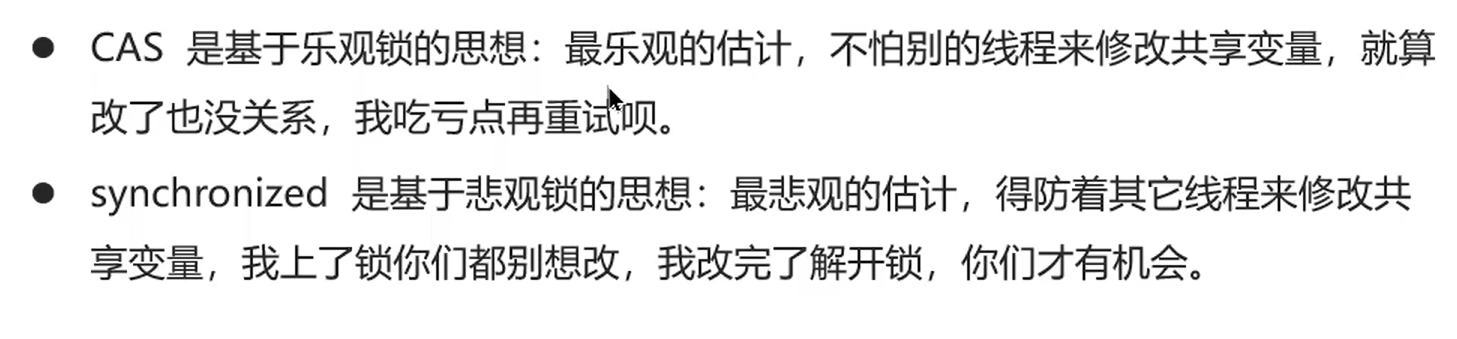 ● CAS 是基于乐观锁的思想：最乐观的估计，不怕别的线程来修改共享变量，就算
改了也没关系，我吃亏点再重试呗。
● synchronized 是基于悲观锁的思想：最悲观的估计，得防着其它线程来修改共
享变量，我上了锁你们都别想改，我改完了解开锁，你们才有机会。